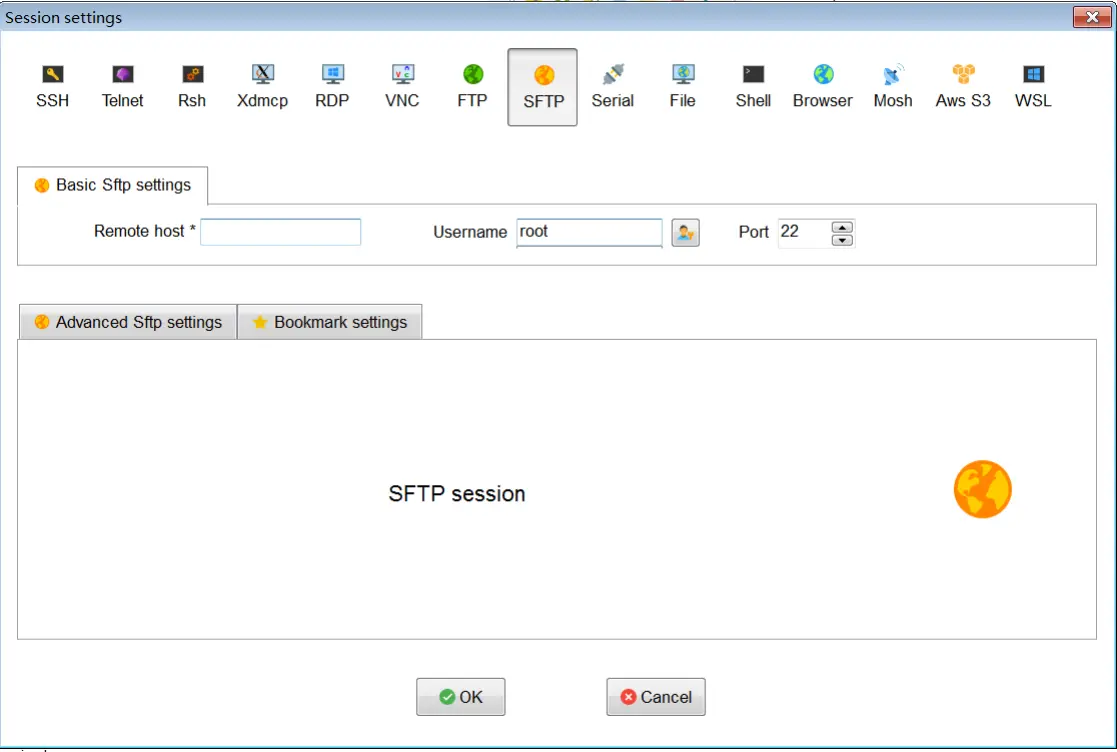 Session settings
SSH Telnet Rsh Xdmcp RDP VNC FTP SFTP Serial File Shell Browser Mosh Aws S3 WSL
Basic Sftp settings
Remote host * Username root Port 22
Advanced Sftp settings Bookmark settings
SFTP session
OK Cancel